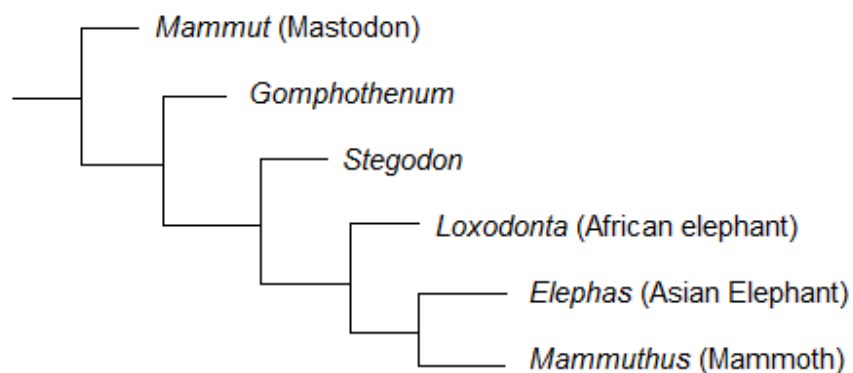 Mammut (Mastodon)
Gomphothenum
Stegodon
Loxodonta (African elephant)
Elephas (Asian Elephant)
Mammuthus (Mammoth)